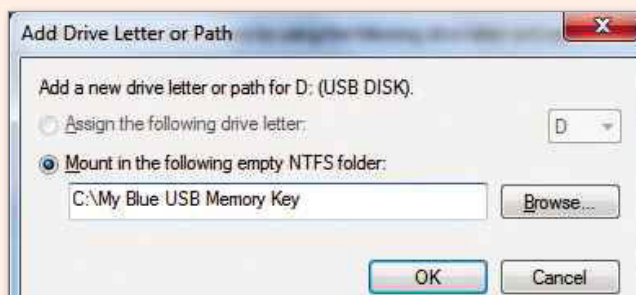 Add Drive Letter or Path
Add a new drive letter or path for D: (USB DISK).
Assign the following drive letter:
D
Mount in the following empty NTFS folder:
C:\My Blue USB Memory Key
Browse...
OK
Cancel